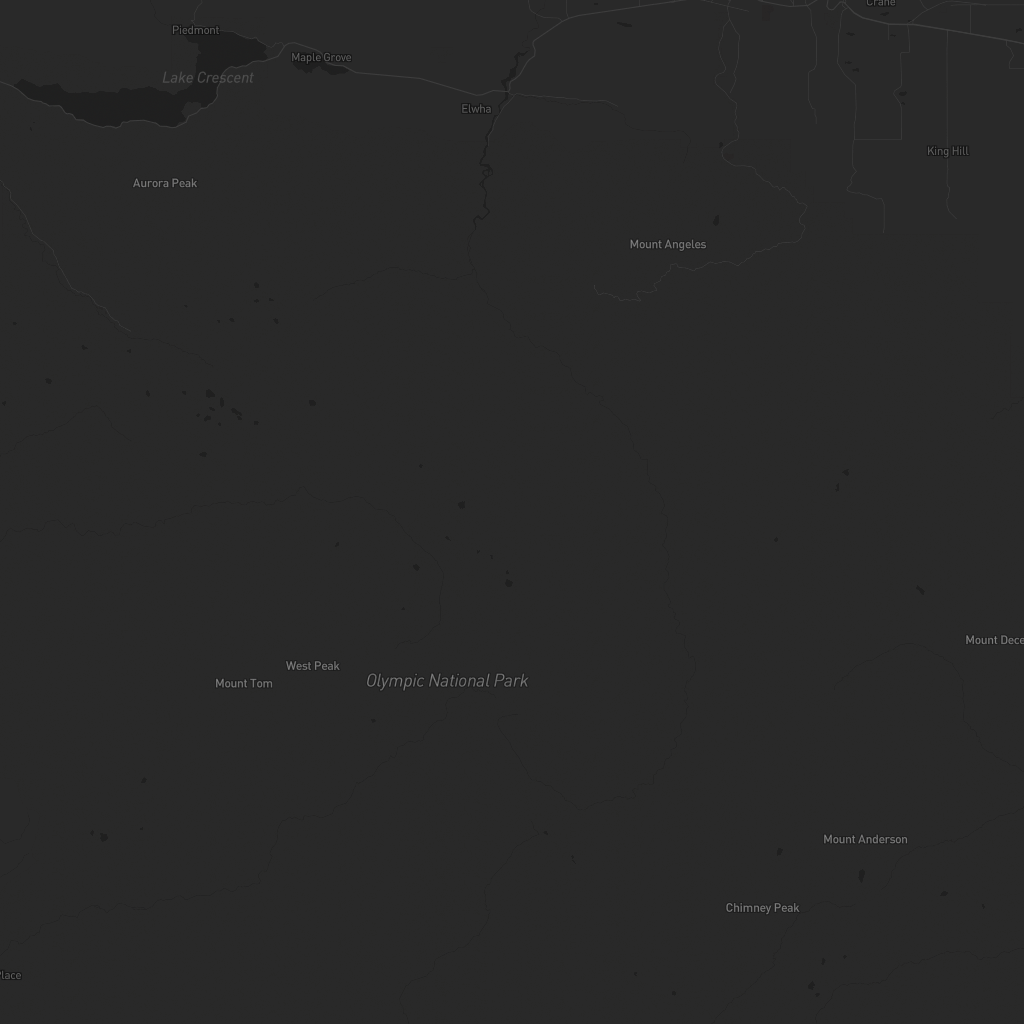 Crane
Piedmont
Maple Grove
Lake Crescent
Elwha
King Hill
Aurora Peak
Mount Angeles
Mount Dece
West Peak
Olympic National Park
Mount Tom
Mount Anderson
Chimney Peak
Place